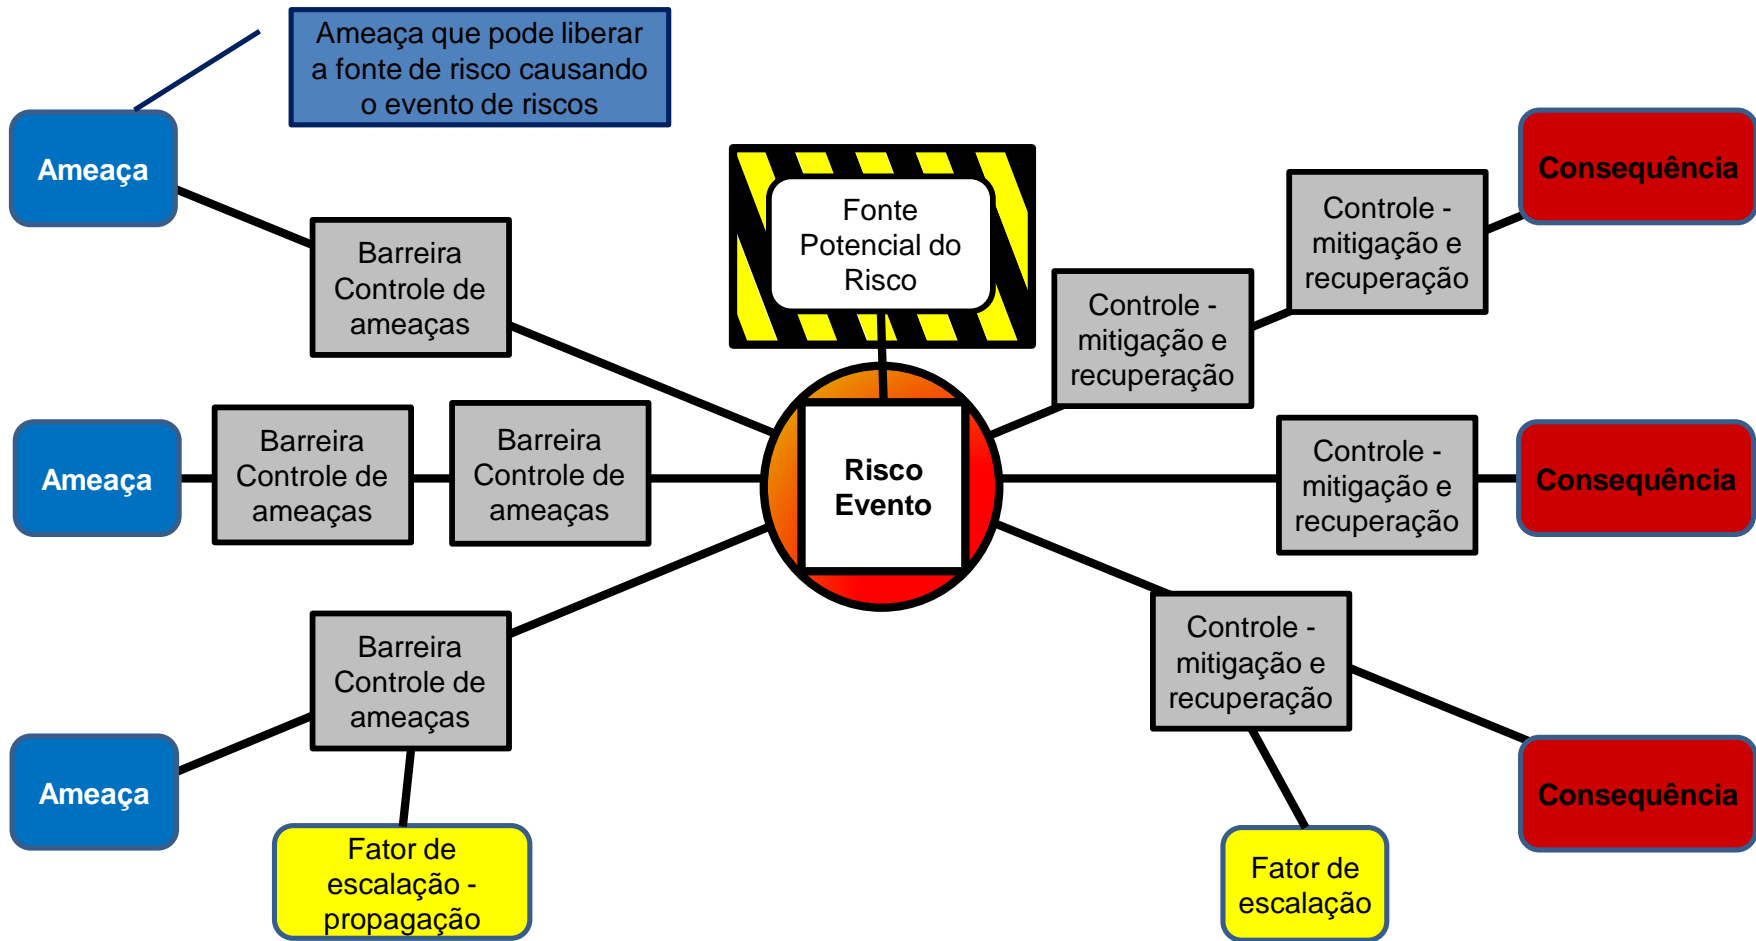 Ameaça que pode liberar
a fonte de risco causando
o evento de riscos
Ameaça
Barreira
Controle de
ameaças
Fonte
Potencial do
Risco
Controle -
mitigação e
recuperação
Controle -
mitigação e
recuperação
Consequência
Ameaça
Barreira
Controle de
ameaças
Barreira
Controle de
ameaças
Risco
Evento
Controle -
mitigação e
recuperação
Consequência
Ameaça
Barreira
Controle de
ameaças
Controle -
mitigação e
recuperação
Consequência
Fator de
escalação -
propagação
Fator de
escalação